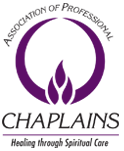 ASSOCIATION OF PROFESSIONAL
CHAPLAINS
Healing through Spiritual Care